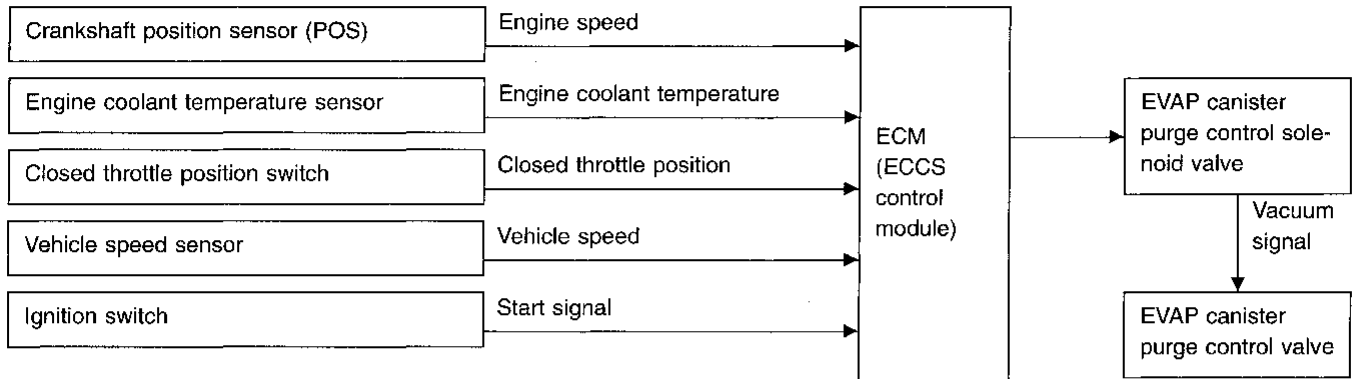 Crankshaft position sensor (POS)
Engine speed
Engine coolant temperature sensor
Engine coolant temperature
Closed throttle position switch
Closed throttle position
Vehicle speed sensor
Vehicle speed
Ignition switch
Start signal
ECM
(ECCS
control
module)
EVAP canister
purge control sole-
noid valve
Vacuum
signal
EVAP canister
purge control valve